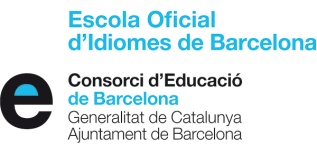 Escola Oficial
d'Idiomes de Barcelona
Consorci d'Educació
de Barcelona
Generalitat de Catalunya
Ajuntament de Barcelona